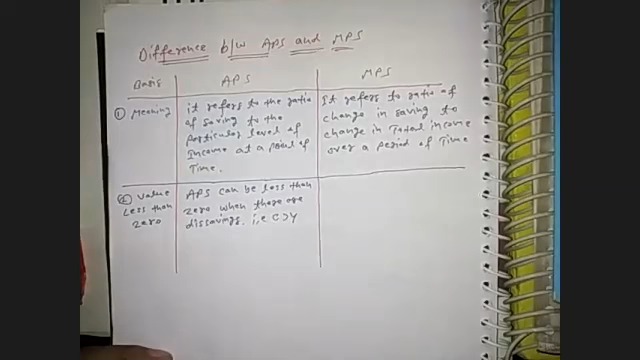 Difference b/w APS and MPS
Basis APS MPS
① Meaning
it refers to the ratio
of saving to the
particular level of
Income at a point of
Time.
It refers to ratio of
change in saving to
change in Total income
over a period of Time
② Value
Less than
zero
APS can be less than
zero when there are
dissavings. i,e C>Y